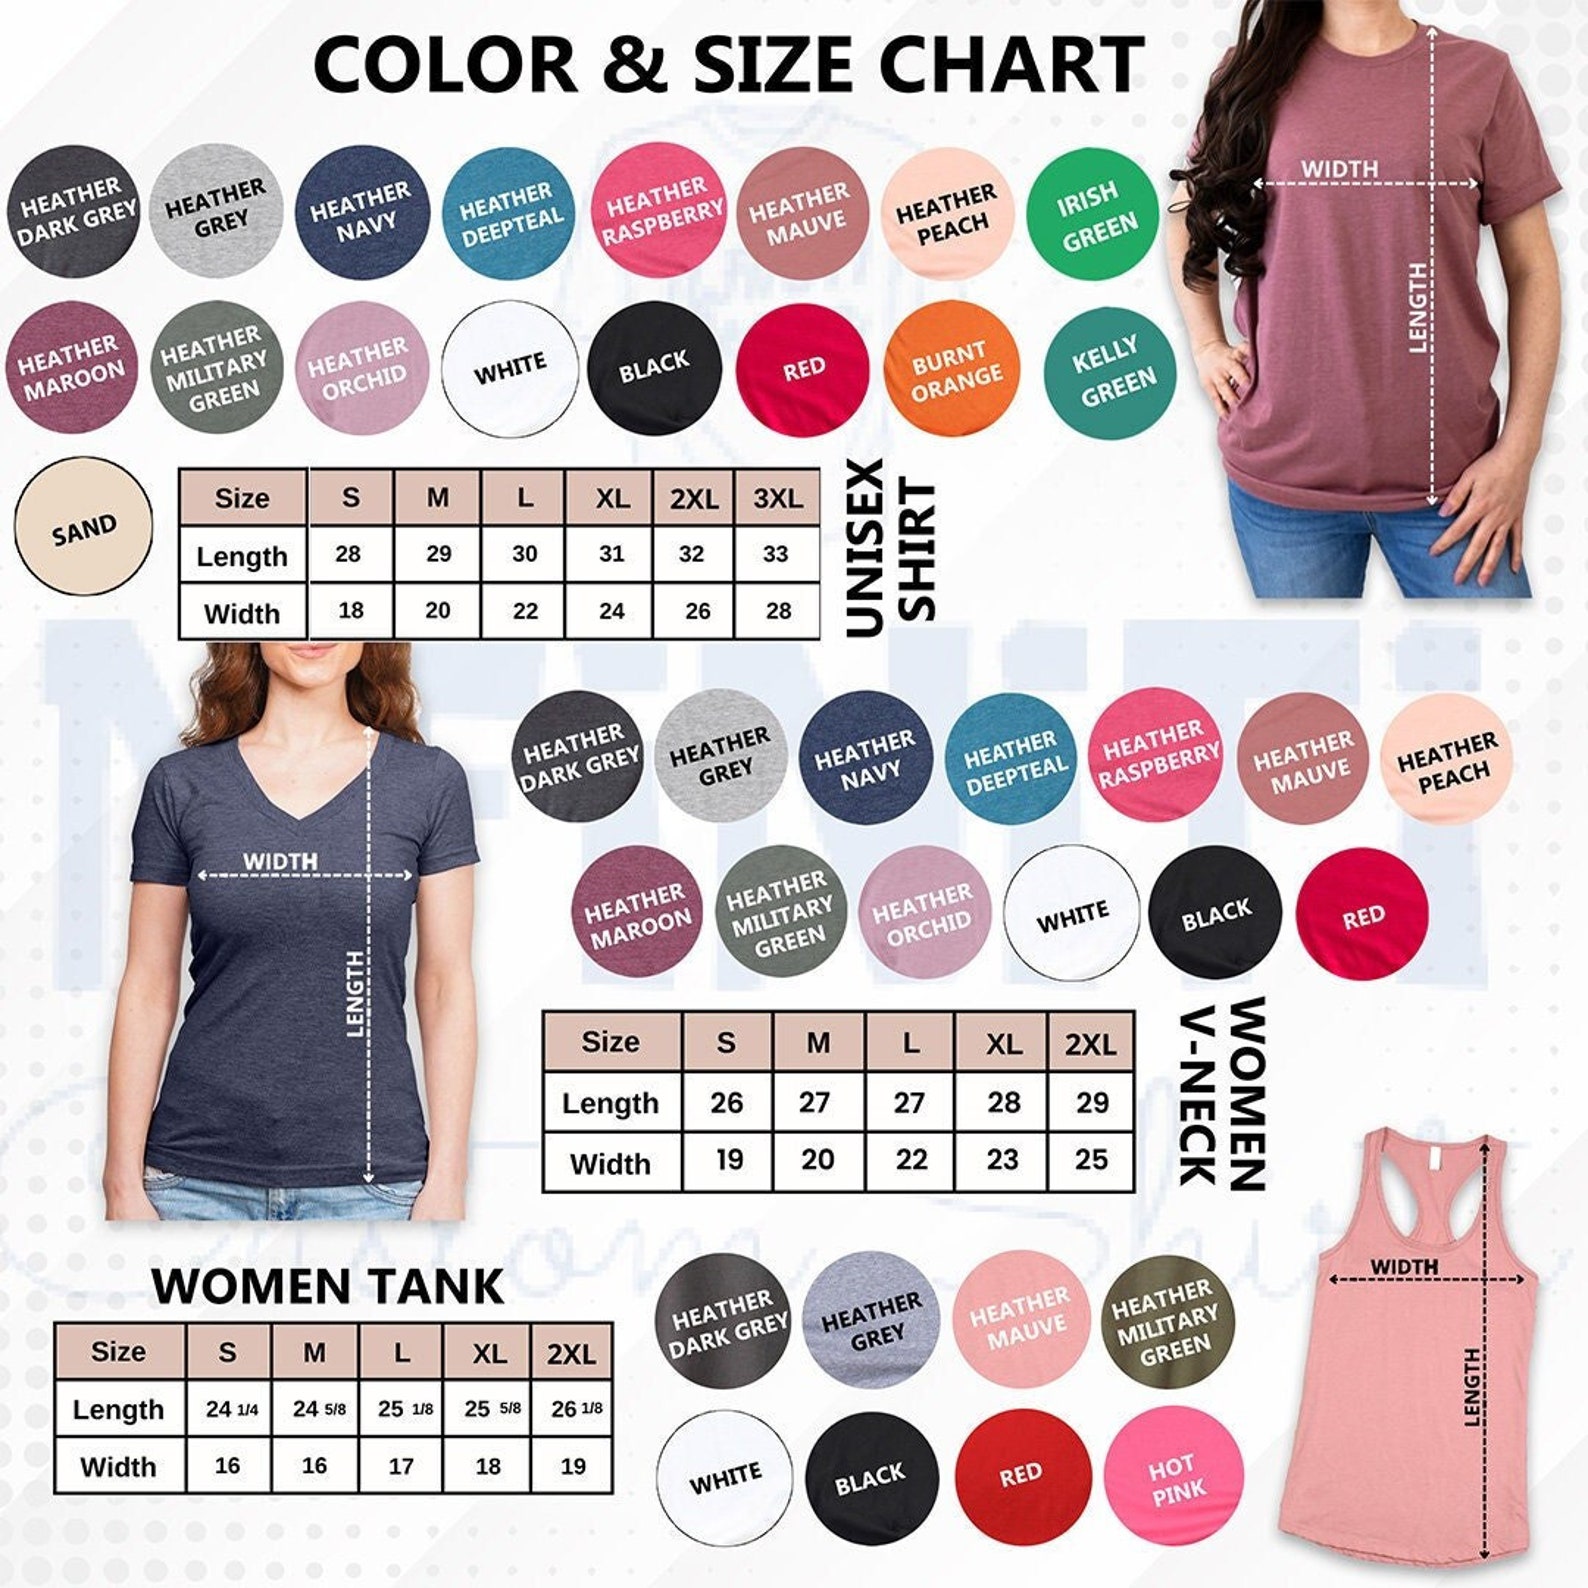 COLOR & SIZE CHART
HEATHER
DARK GREY
HEATHER
GREY
HEATHER
NAVY
HEATHER
DEEPTEAL
HEATHER
RASPBERRY
HEATHER
MAUVE
HEATHER
PEACH
IRISH
GREEN
HEATHER
MAROON
HEATHER
MILITARY
GREEN
HEATHER
ORCHID
WHITE
BLACK
RED
BURNT
ORANGE
KELLY
GREEN
SAND
WIDTH
LENGTH
Size S M L XL 2XL 3XL
Length 28 29 30 31 32 33
Width 18 20 22 24 26 28
UNISEX
SHIRT
WIDTH
LENGTH
HEATHER
DARK GREY
HEATHER
GREY
HEATHER
NAVY
HEATHER
DEEPTEAL
HEATHER
RASPBERRY
HEATHER
MAUVE
HEATHER
PEACH
HEATHER
MAROON
HEATHER
MILITARY
GREEN
HEATHER
ORCHID
WHITE
BLACK
RED
Size S M L XL 2XL
Length 26 27 27 28 29
Width 19 20 22 23 25
WOMEN
V-NECK
WOMEN TANK
Size S M L XL 2XL
Length 24 1/4 24 5/8 25 1/8 25 5/8 26 1/8
Width 16 16 17 18 19
HEATHER
DARK GREY
HEATHER
GREY
HEATHER
MAUVE
HEATHER
MILITARY
GREEN
WHITE
BLACK
RED
HOT
PINK
WIDTH
LENGTH